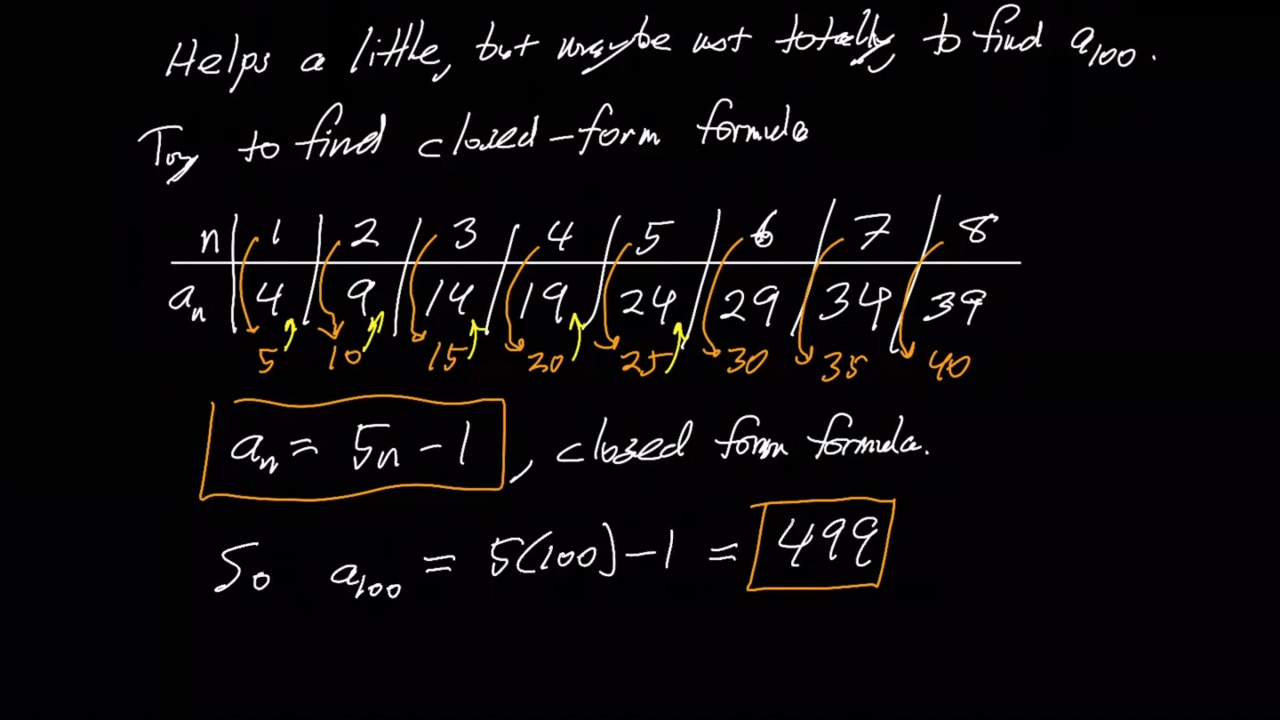 Helps a little, but maybe not totally, to find a₁₀₀.
Try to find closed-form formula
n | 1 | 2 | 3 | 4 | 5 | 6 | 7 | 8
aₙ | 4 | 9 | 14 | 19 | 24 | 29 | 34 | 39
5 10 15 20 25 30 35 40
aₙ = 5n - 1, closed form formula.
So a₁₀₀ = 5(100) - 1 = 499